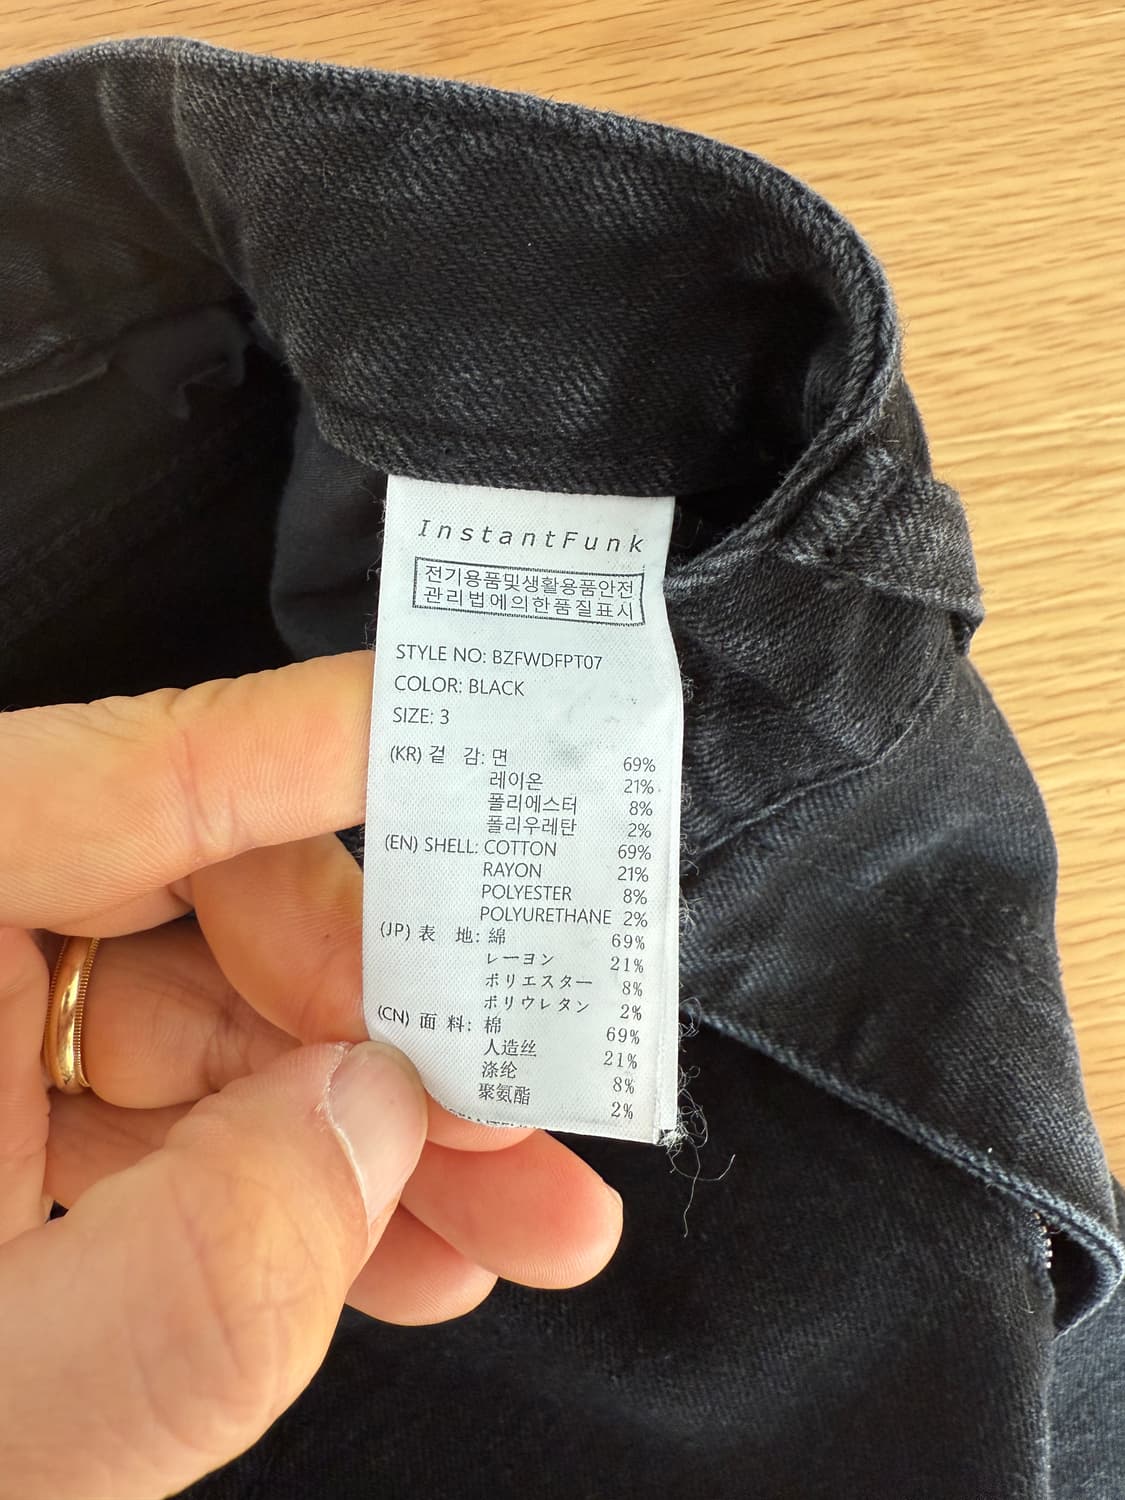 InstantFunk
전기용품및생활용품안전
관리법에의한품질표시
STYLE NO: BZFWDFPT07
COLOR: BLACK
SIZE: 3
(KR) 겉 감: 면 69%
레이온 21%
폴리에스터 8%
폴리우레탄 2%
(EN) SHELL: COTTON 69%
RAYON 21%
POLYESTER 8%
POLYURETHANE 2%
(JP) 表 地: 綿 69%
レーヨン 21%
ポリエスター 8%
ポリウレタン 2%
(CN) 面 料: 棉 69%
人造丝 21%
涤纶 8%
聚氨酯 2%